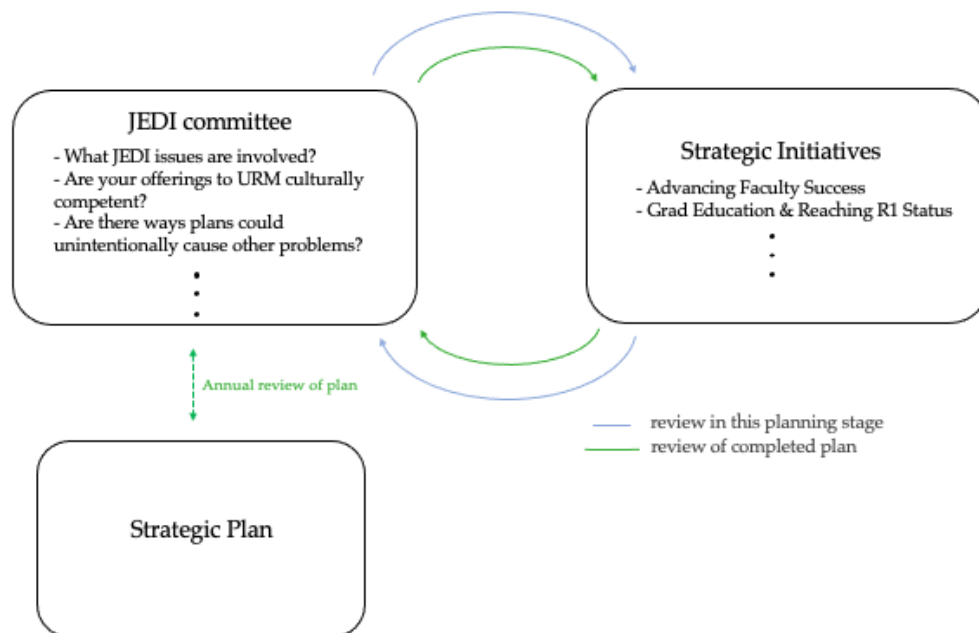 JEDI committee
- What JEDI issues are involved?
- Are your offerings to URM culturally
competent?
- Are there ways plans could
unintentionally cause other problems?
Strategic Initiatives
- Advancing Faculty Success
- Grad Education & Reaching R1 Status
Annual review of plan
review in this planning stage
review of completed plan
Strategic Plan